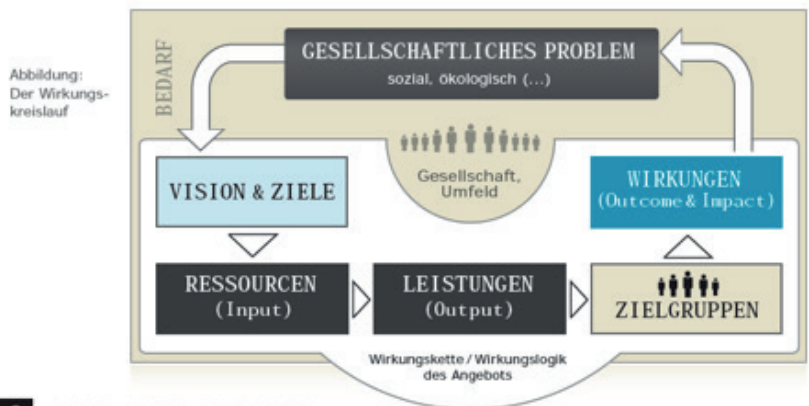 Abbildung:
Der Wirkungs-
kreislauf
BEDARF
GESELLSCHAFTLICHES PROBLEM
sozial, ökologisch (...)
Gesellschaft,
Umfeld
VISION & ZIELE
WIRKUNGEN
(Outcome & Impact)
RESSOURCEN
(Input)
LEISTUNGEN
(Output)
ZIELGRUPPEN
Wirkungskette / Wirkungslogik
des Angebots